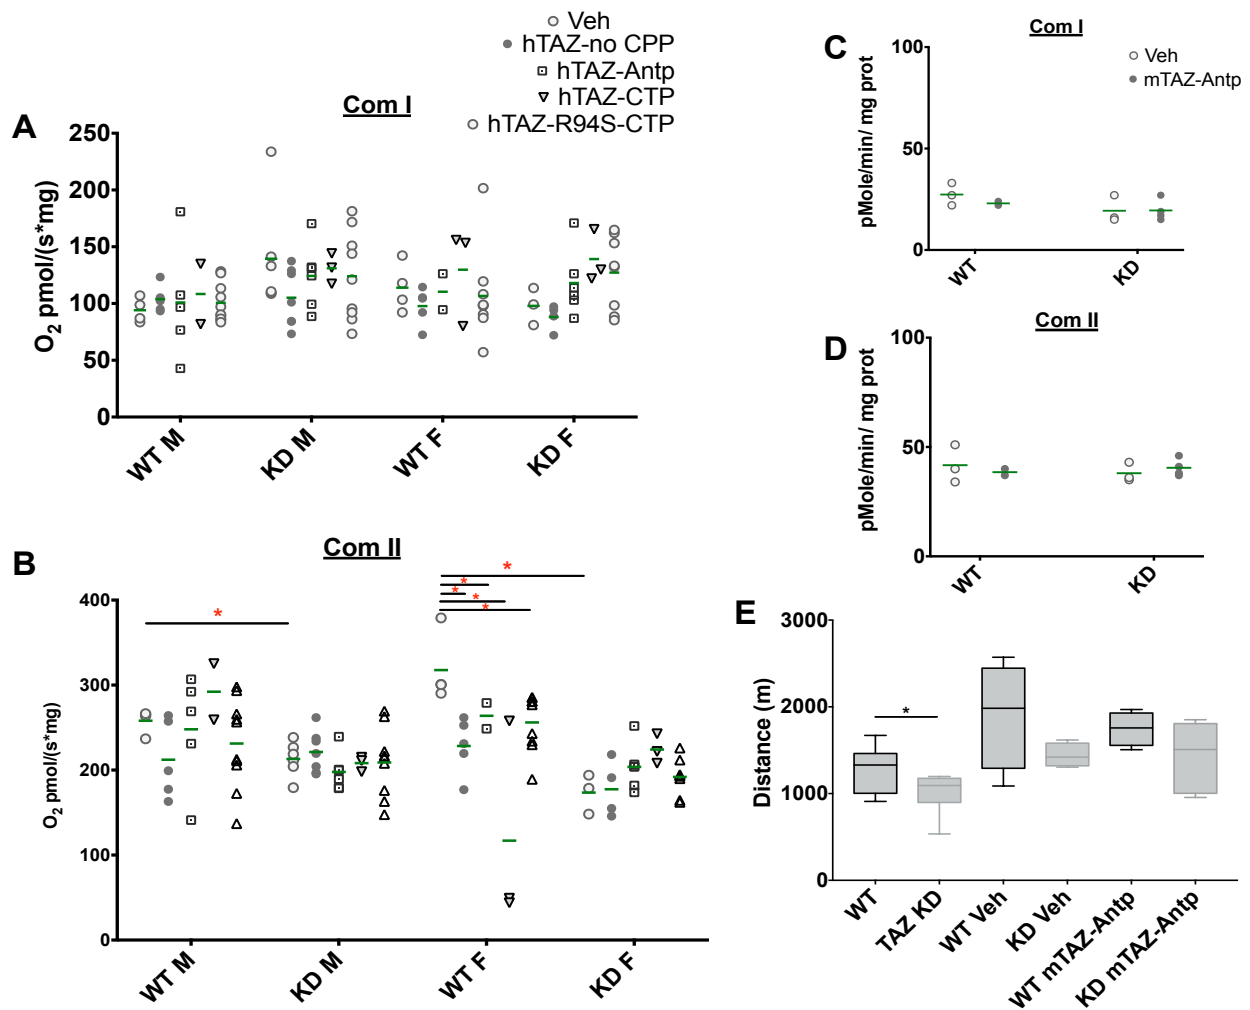 Veh
hTAZ-no CPP
hTAZ-Antp
hTAZ-CTP
hTAZ-R94S-CTP
A
Com I
O2 pmol/(s*mg)
250
200
150
100
50
0
WT M
KD M
WT F
KD F
B
Com II
O2 pmol/(s*mg)
400
300
200
100
0
*
*
*
*
*
*
WT M
KD M
WT F
KD F
C
Com I
Veh
mTAZ-Antp
pMole/min/ mg prot
100
50
0
WT
KD
D
Com II
pMole/min/ mg prot
100
50
0
WT
KD
E
Distance (m)
3000
2000
1000
0
*
WT
TAZ KD
WT Veh
KD Veh
WT mTAZ-Antp
KD mTAZ-Antp